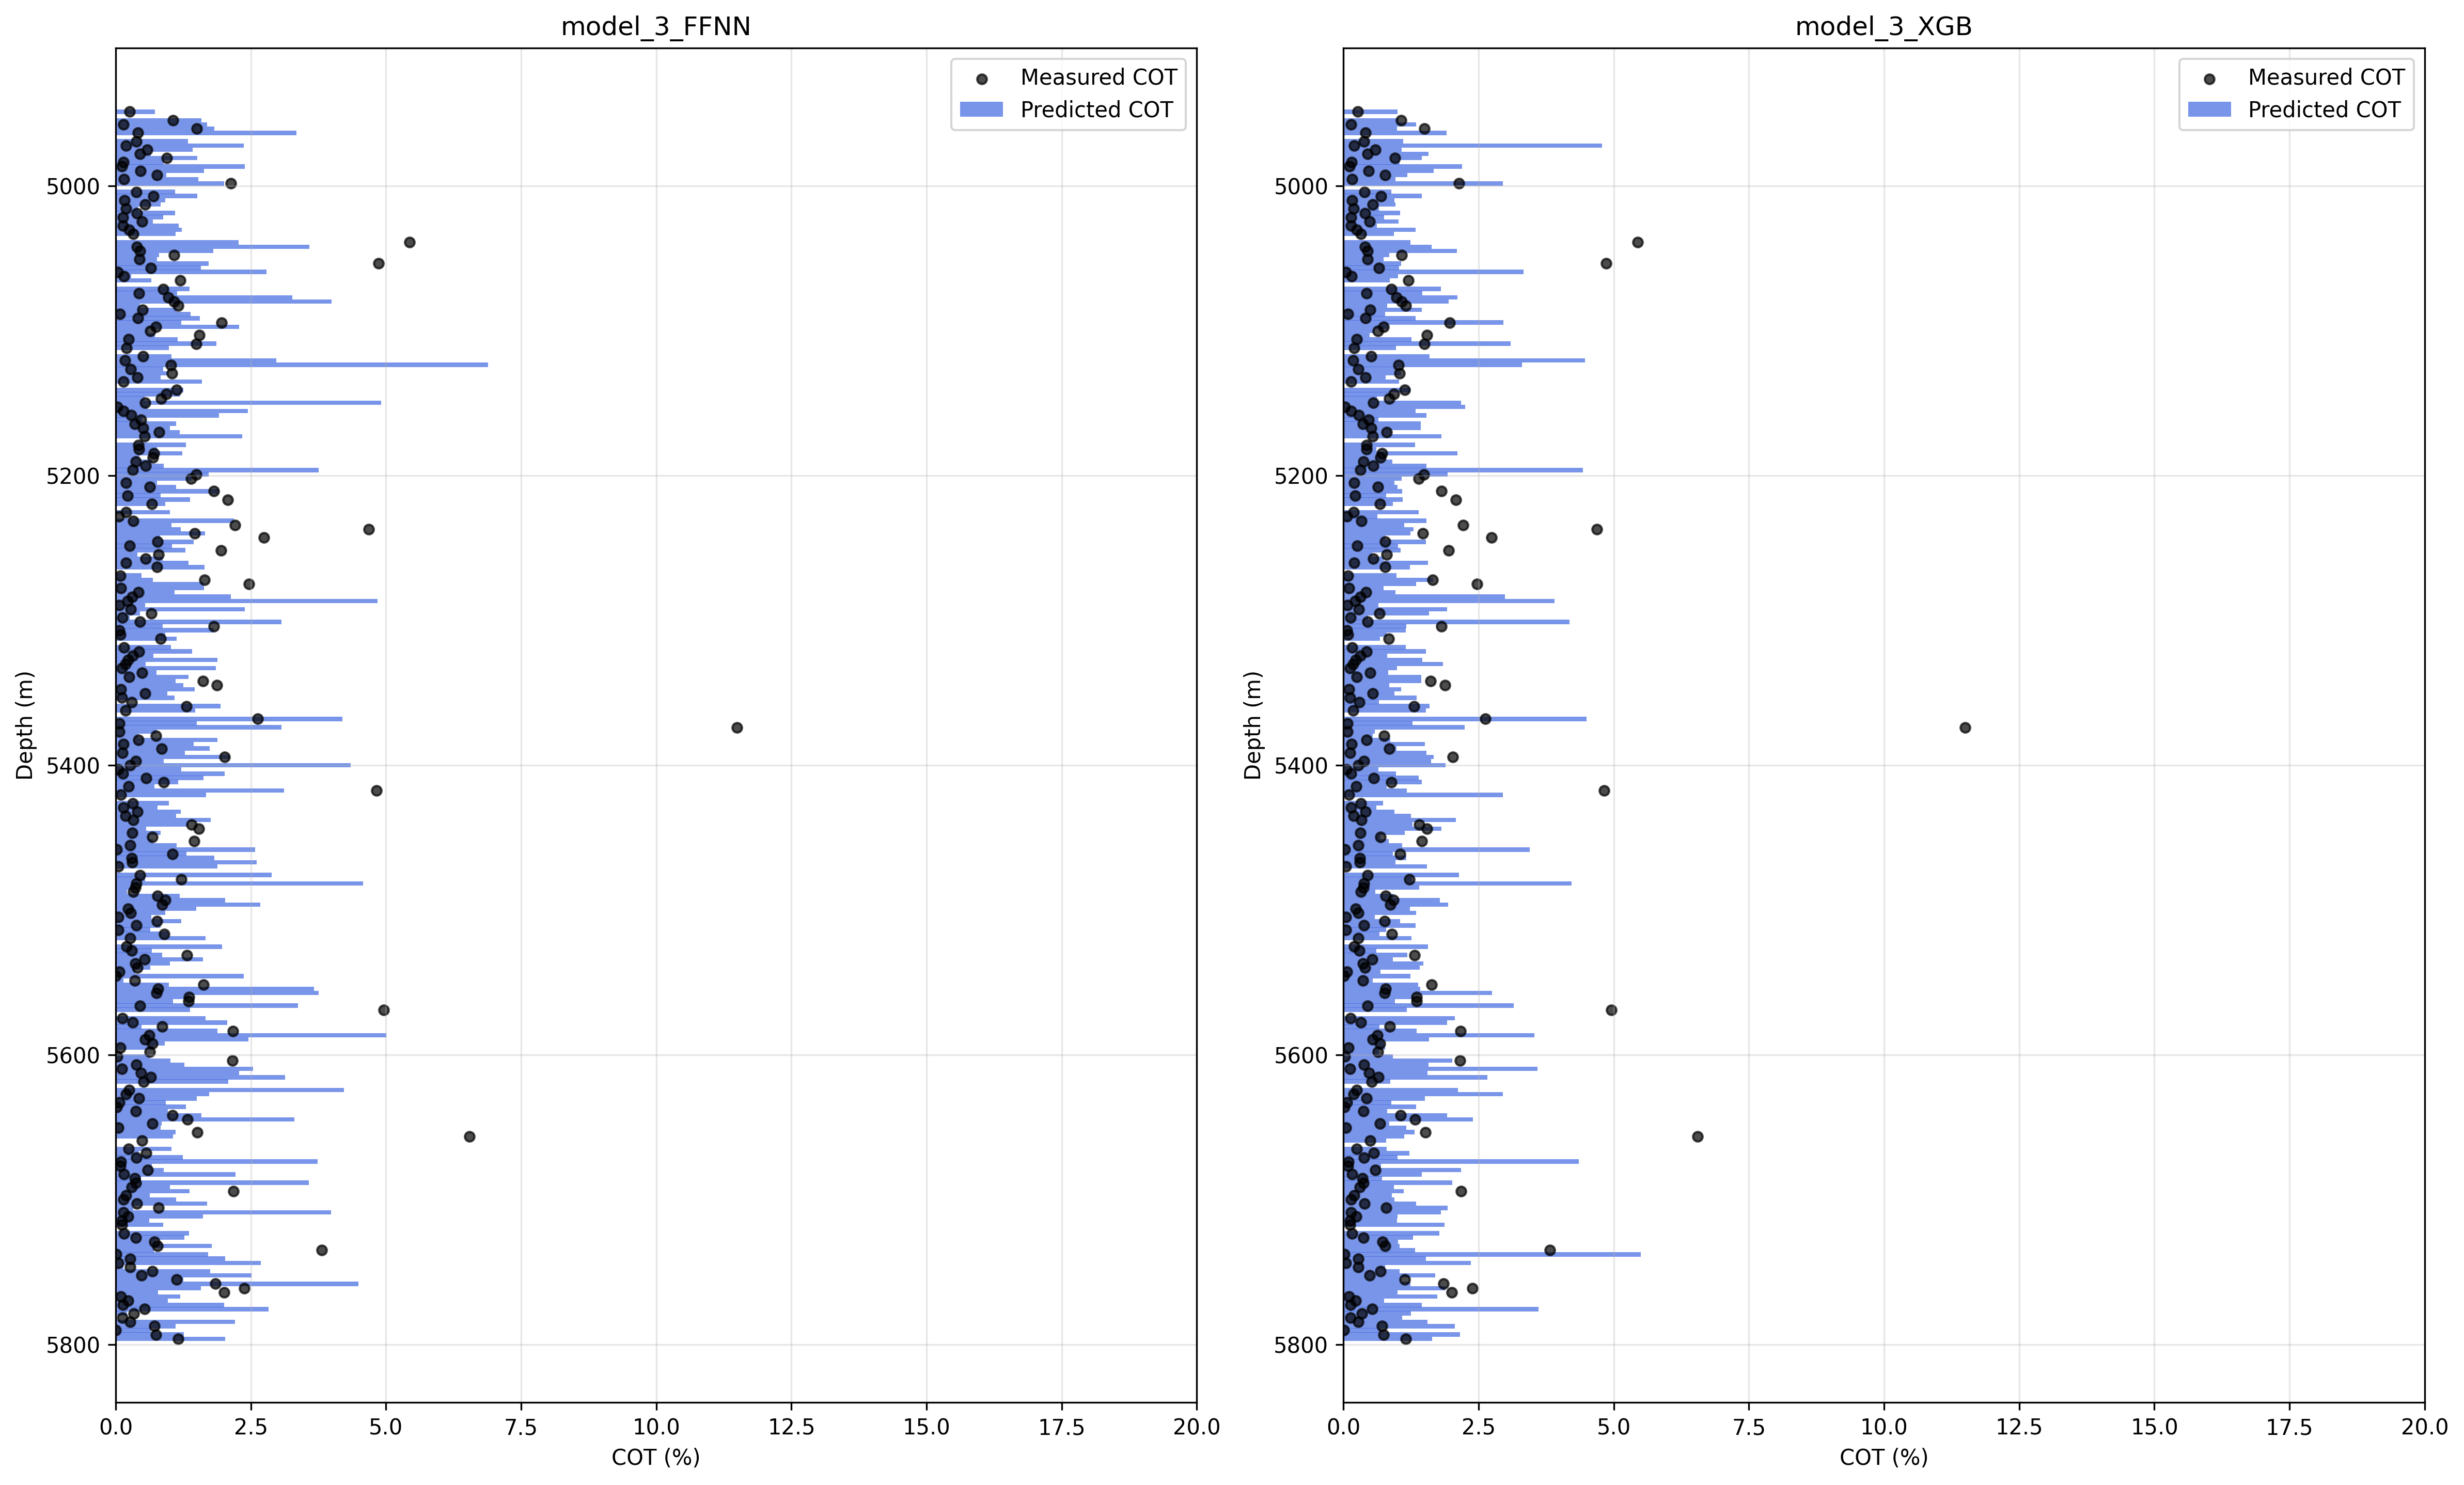 model_3_FFNN
Measured COT
Predicted COT
Depth (m)
5000
5200
5400
5600
5800
0.0 2.5 5.0 7.5 10.0 12.5 15.0 17.5 20.0
COT (%)
model_3_XGB
Measured COT
Predicted COT
Depth (m)
5000
5200
5400
5600
5800
0.0 2.5 5.0 7.5 10.0 12.5 15.0 17.5 20.0
COT (%)